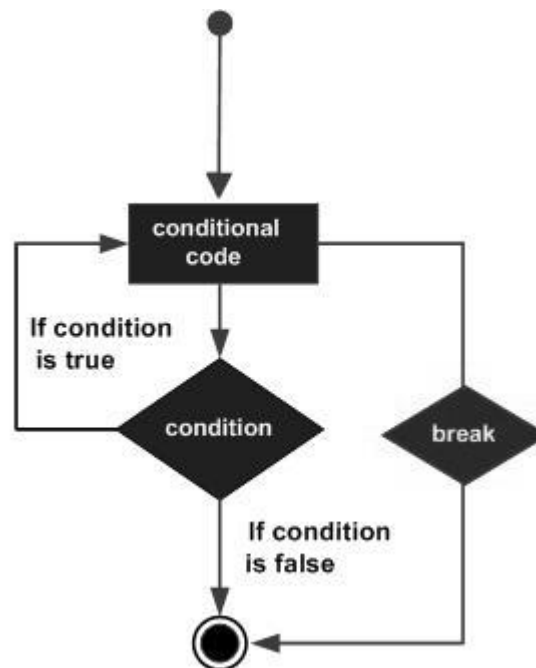 conditional
code
If condition
is true
condition
break
If condition
is false